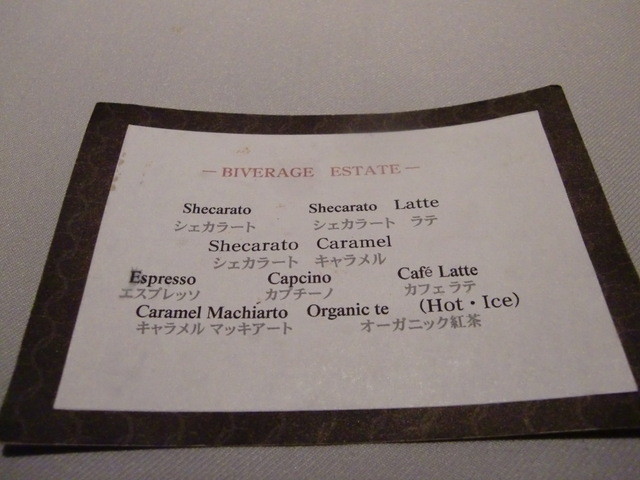 — BIVERAGE ESTATE —
Shecarato Shecarato Latte
シェカラート シェカラート ラテ
Shecarato Caramel
シェカラート キャラメル
Espresso Capcino Café Latte
エスプレッソ カプチーノ カフェラテ
Caramel Machiarto Organic te (Hot・Ice)
キャラメル マッキアート オーガニック紅茶